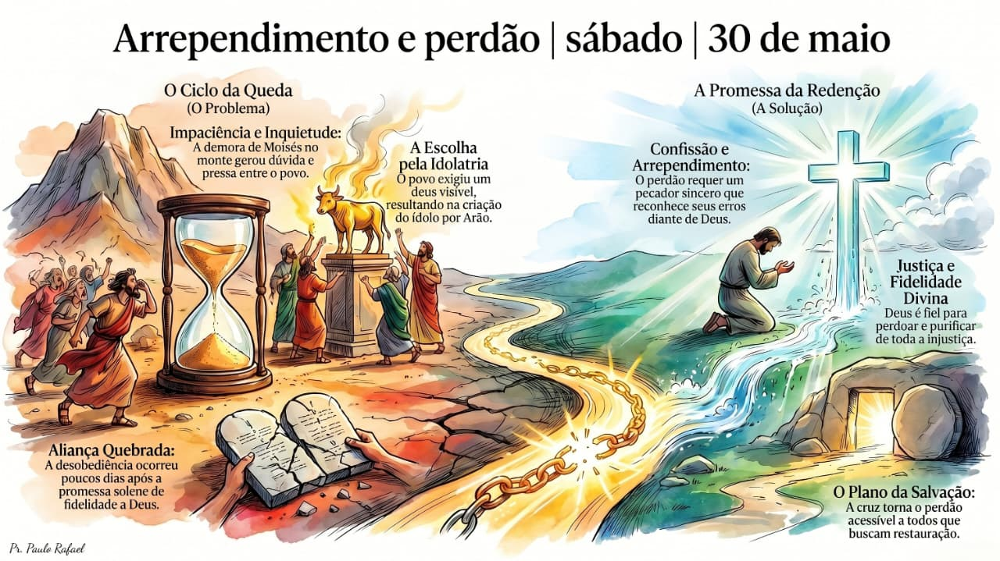 Arrependimento e perdão | sábado | 30 de maio
O Ciclo da Queda
(O Problema)
Impaciência e Inquietude:
A demora de Moisés no
monte gerou dúvida e
pressa entre o povo.
A Escolha
pela Idolatria
O povo exigiu um
deus visível,
resultando na criação
do ídolo por Arão.
Aliança Quebrada:
A desobediência ocorreu
poucos dias após a
promessa solene de
fidelidade a Deus.
A Promessa da Redenção
(A Solução)
Confissão e
Arrependimento:
O perdão requer um
pecador sincero que
reconhece seus erros
diante de Deus.
Justiça e
Fidelidade
Divina
Deus é fiel para
perdoar e purificar
de toda a injustiça.
O Plano da Salvação:
A cruz torna o perdão
acessível a todos que
buscam restauração.
Pr. Paulo Rafael